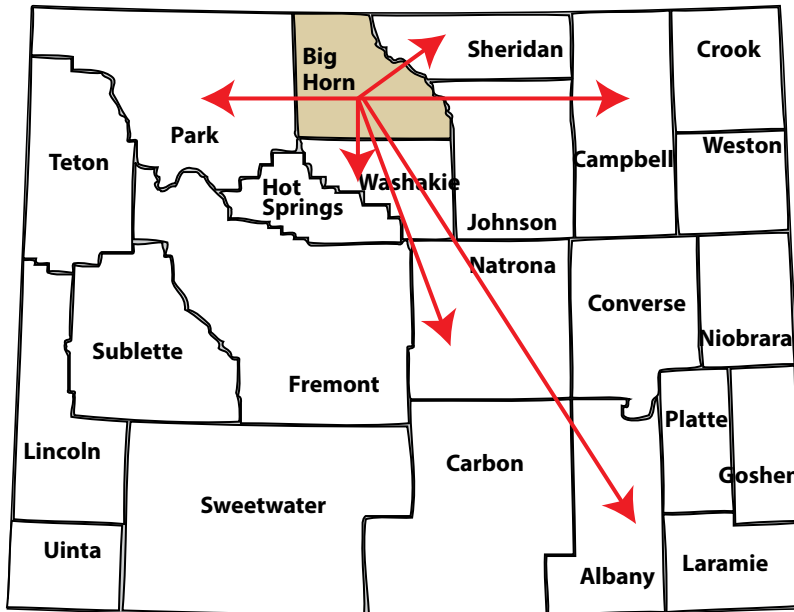 Big
Horn
Sheridan
Crook
Park
Teton
Campbell
Weston
Hot
Springs
Washakie
Johnson
Natrona
Converse
Niobrara
Sublette
Fremont
Platte
Lincoln
Carbon
Goshen
Sweetwater
Uinta
Albany
Laramie